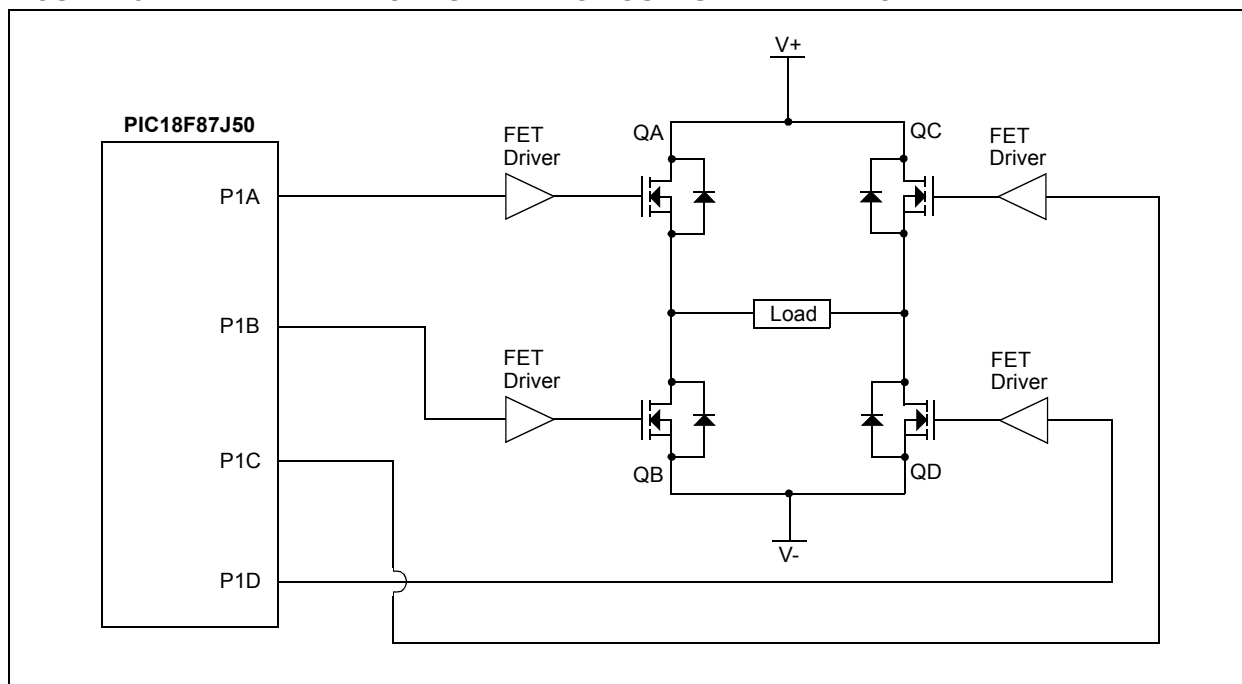 V+
PIC18F87J50
FET
Driver
QA
QC
FET
Driver
P1A
P1B
Load
FET
Driver
FET
Driver
P1C
QB
QD
V-
P1D